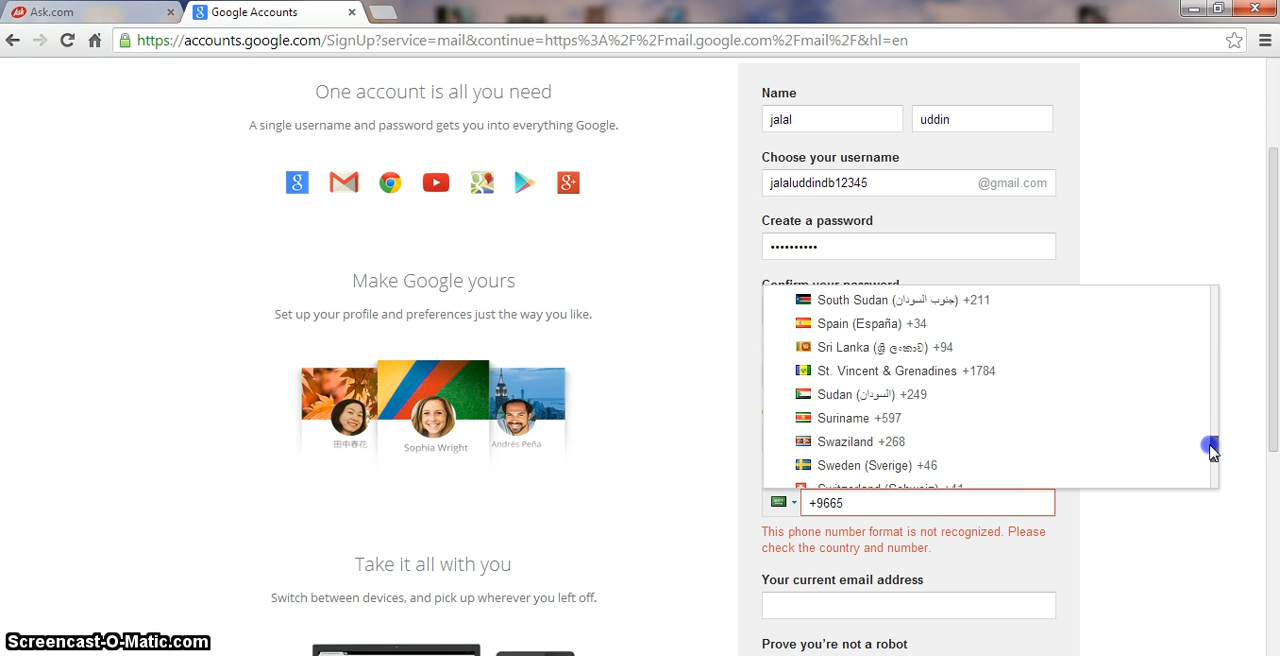 Ask.com
Google Accounts
https://accounts.google.com/SignUp?service=mail&continue=https%3A%2F%2Fmail.google.com%2Fmail%2F&hl=en
One account is all you need
A single username and password gets you into everything Google.
Make Google yours
Set up your profile and preferences just the way you like.
田中春花
Sophia Wright
Andrés Peña
Take it all with you
Switch between devices, and pick up wherever you left off.
Name
jalal
uddin
Choose your username
jalaluddindb12345
@gmail.com
Create a password
Confirm your password
South Sudan (جنوب السودان) +211
Spain (España) +34
Sri Lanka (ශ්‍රී ලංකාව) +94
St. Vincent & Grenadines +1784
Sudan (السودان) +249
Suriname +597
Swaziland +268
Sweden (Sverige) +46
Switzerland (Schweiz) +41
+9665
This phone number format is not recognized. Please
check the country and number.
Your current email address
Prove you're not a robot
Screencast-O-Matic.com